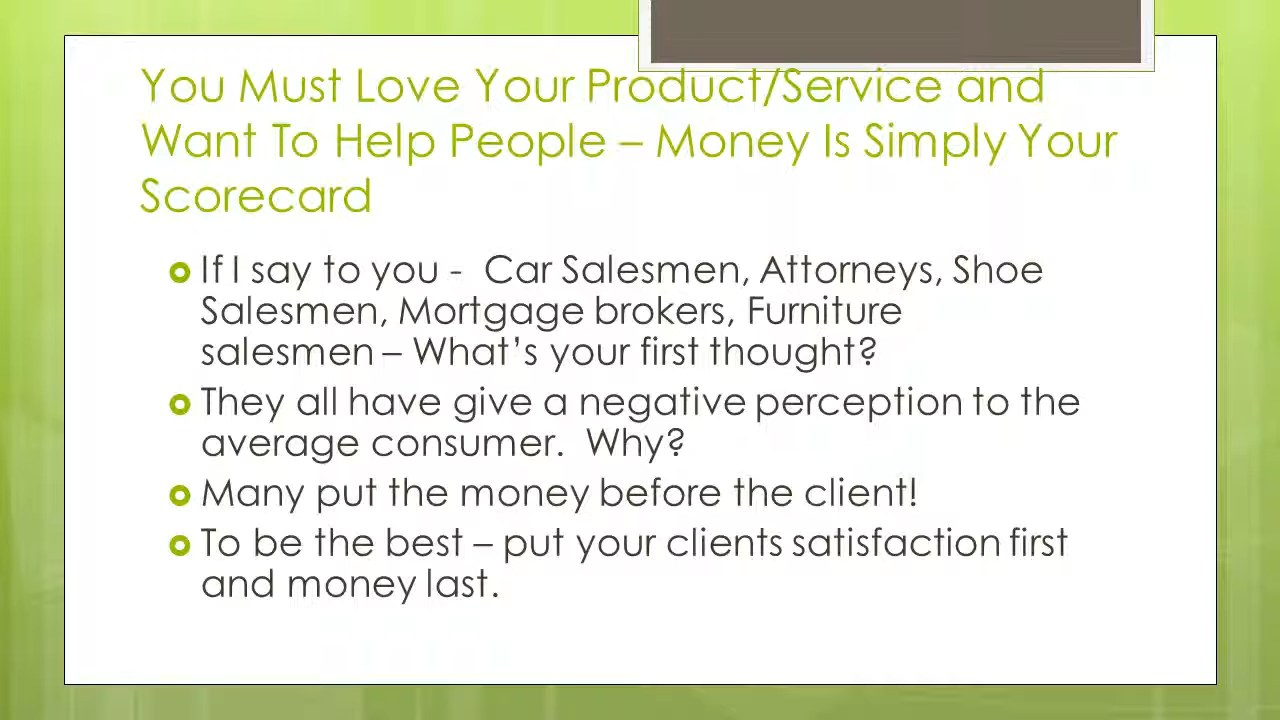 You Must Love Your Product/Service and
Want To Help People – Money Is Simply Your
Scorecard
If I say to you -  Car Salesmen, Attorneys, Shoe
Salesmen, Mortgage brokers, Furniture
salesmen – What’s your first thought?
They all have give a negative perception to the
average consumer.  Why?
Many put the money before the client!
To be the best – put your clients satisfaction first
and money last.